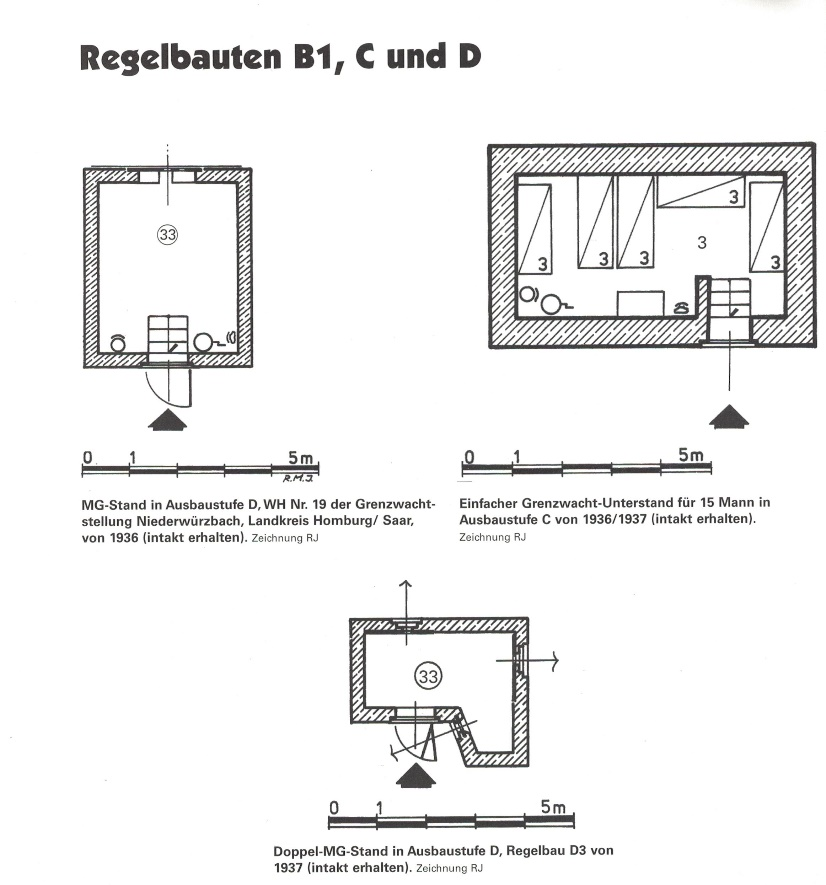 Regelbauten B1, C und D
33
3
3
3
3
3
3
0 1 5m
R.M.J.
0 1 5m
MG-Stand in Ausbaustufe D, WH Nr. 19 der Grenzwacht-
stellung Niederwürzbach, Landkreis Homburg/ Saar,
von 1936 (intakt erhalten). Zeichnung RJ
Einfacher Grenzwacht-Unterstand für 15 Mann in
Ausbaustufe C von 1936/1937 (intakt erhalten).
Zeichnung RJ
33
0 1 5m
Doppel-MG-Stand in Ausbaustufe D, Regelbau D3 von
1937 (intakt erhalten). Zeichnung RJ